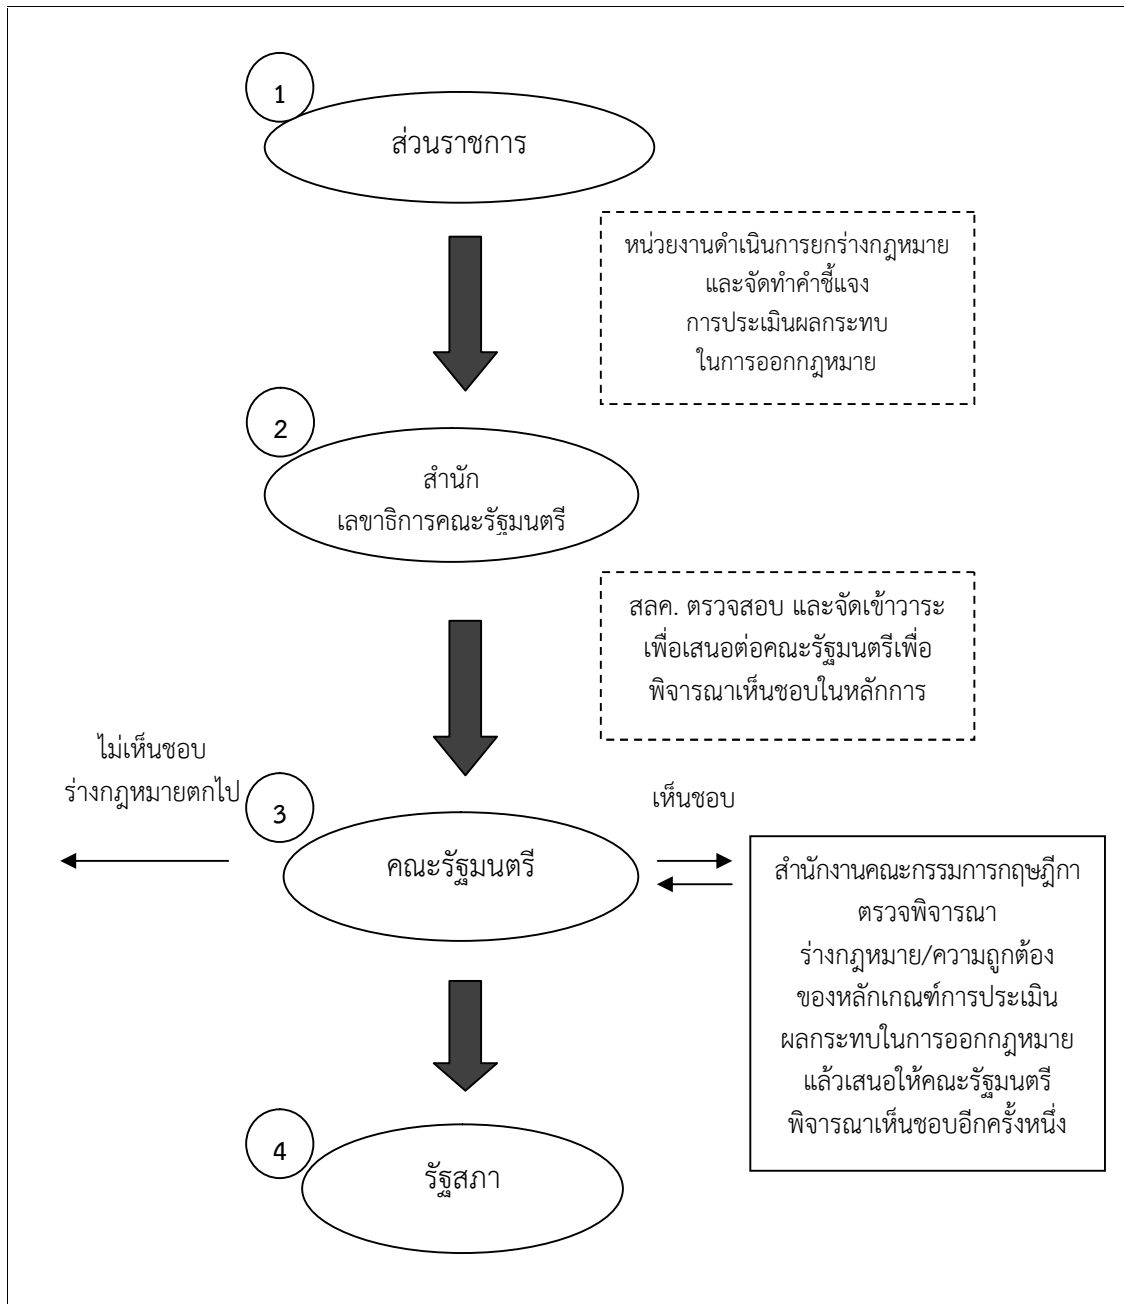 1
ส่วนราชการ
หน่วยงานดำเนินการยกร่างกฎหมาย
และจัดทำคำชี้แจง
การประเมินผลกระทบ
ในการออกกฎหมาย
2
สำนัก
เลขาธิการคณะรัฐมนตรี
สลค. ตรวจสอบ และจัดเข้าวาระ
เพื่อเสนอต่อคณะรัฐมนตรีเพื่อ
พิจารณาเห็นชอบในหลักการ
ไม่เห็นชอบ
ร่างกฎหมายตกไป
3
คณะรัฐมนตรี
เห็นชอบ
สำนักงานคณะกรรมการกฤษฎีกา
ตรวจพิจารณา
ร่างกฎหมาย/ความถูกต้อง
ของหลักเกณฑ์การประเมิน
ผลกระทบในการออกกฎหมาย
แล้วเสนอให้คณะรัฐมนตรี
พิจารณาเห็นชอบอีกครั้งหนึ่ง
4
รัฐสภา